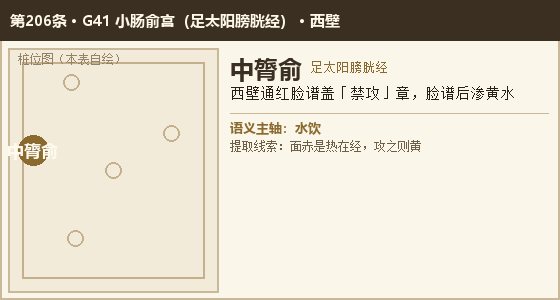 第206条・G41 小肠俞宫（足太阳膀胱经）・西壁
桩位图（本表自绘）
中膂俞
中膂俞 足太阳膀胱经
西壁通红脸谱盖「禁攻」章，脸谱后渗黄水
语义主轴：水饮
提取线索：面赤是热在经，攻之则黄